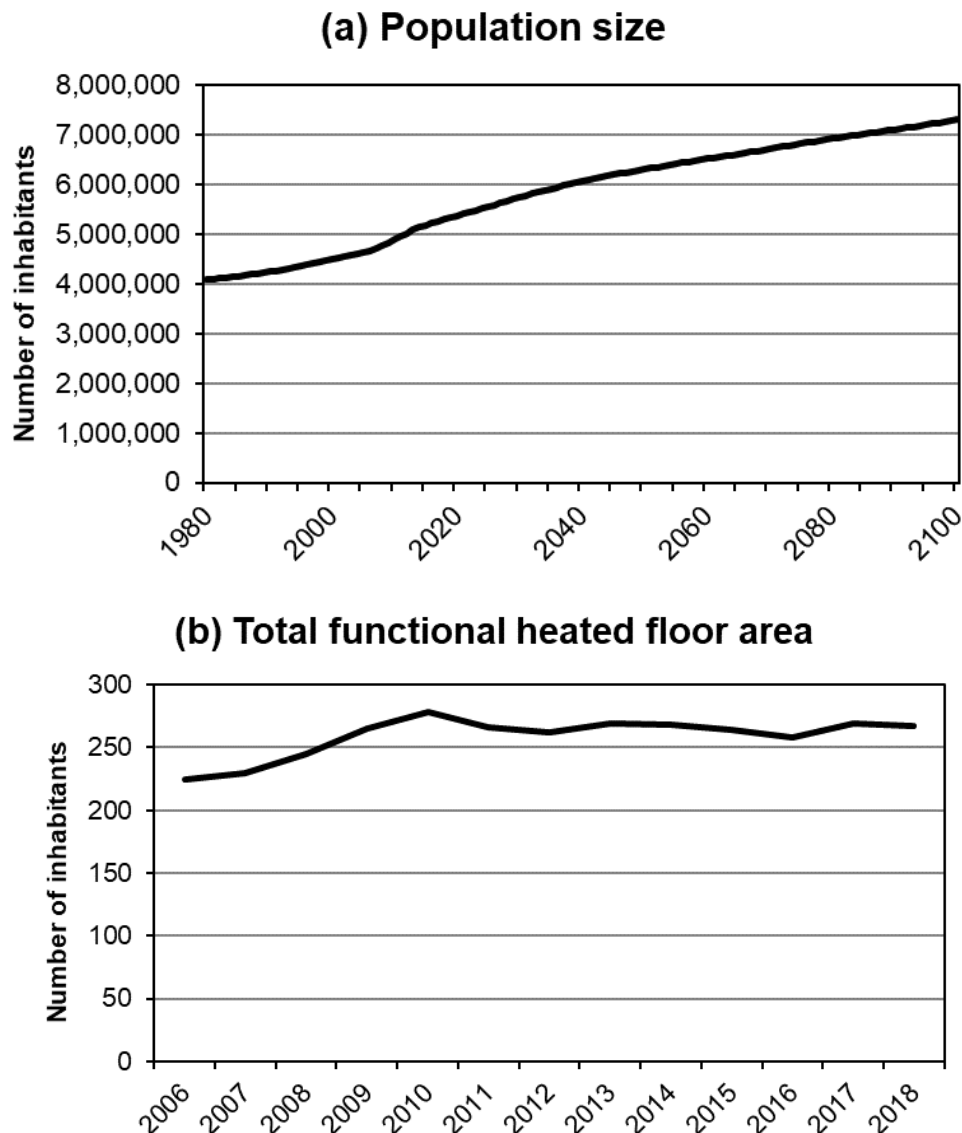 (a) Population size
8,000,000
7,000,000
6,000,000
5,000,000
4,000,000
3,000,000
2,000,000
1,000,000
0
Number of inhabitants
1980 2000 2020 2040 2060 2080 2100
(b) Total functional heated floor area
300
250
200
150
100
50
0
Number of inhabitants
2006 2007 2008 2009 2010 2011 2012 2013 2014 2015 2016 2017 2018